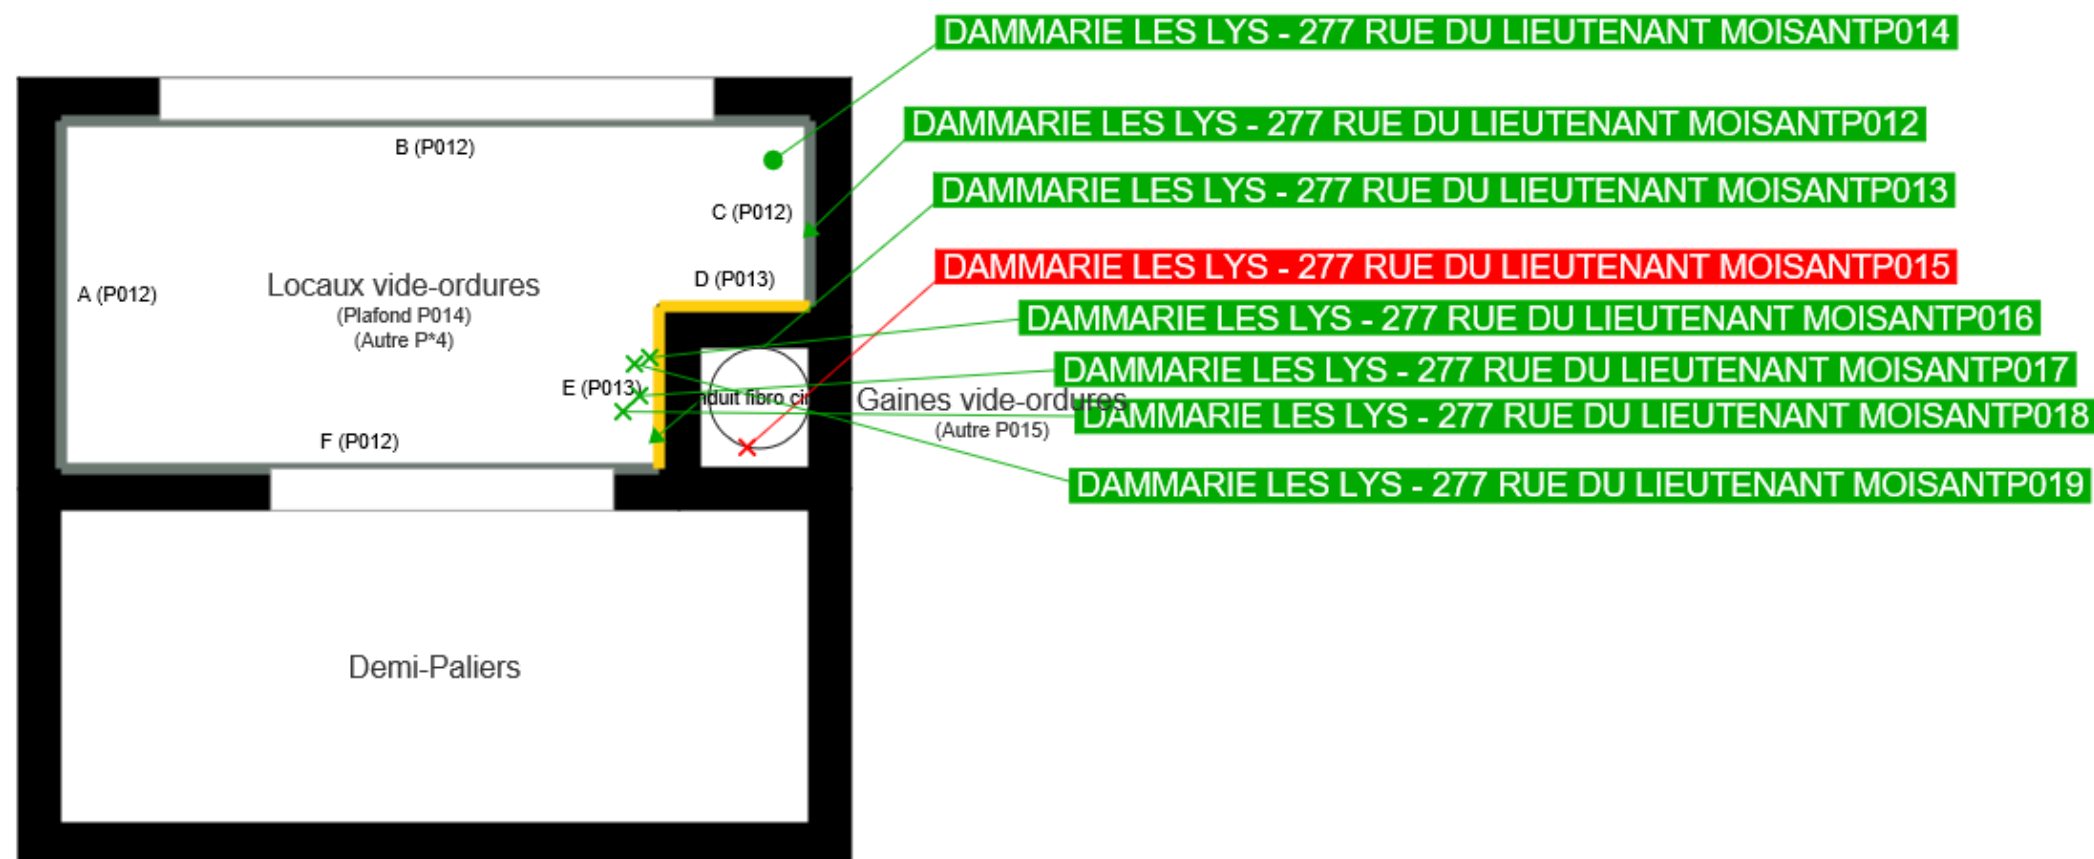 DAMMARIE LES LYS - 277 RUE DU LIEUTENANT MOISANTP014
DAMMARIE LES LYS - 277 RUE DU LIEUTENANT MOISANTP012
B (P012)
DAMMARIE LES LYS - 277 RUE DU LIEUTENANT MOISANTP013
C (P012)
DAMMARIE LES LYS - 277 RUE DU LIEUTENANT MOISANTP015
D (P013)
A (P012)
Locaux vide-ordures
(Plafond P014)
(Autre P*4)
DAMMARIE LES LYS - 277 RUE DU LIEUTENANT MOISANTP016
DAMMARIE LES LYS - 277 RUE DU LIEUTENANT MOISANTP017
E (P013)
nduit fibro cir
Gaines vide-ordures
(Autre P015)
DAMMARIE LES LYS - 277 RUE DU LIEUTENANT MOISANTP018
F (P012)
DAMMARIE LES LYS - 277 RUE DU LIEUTENANT MOISANTP019
Demi-Paliers